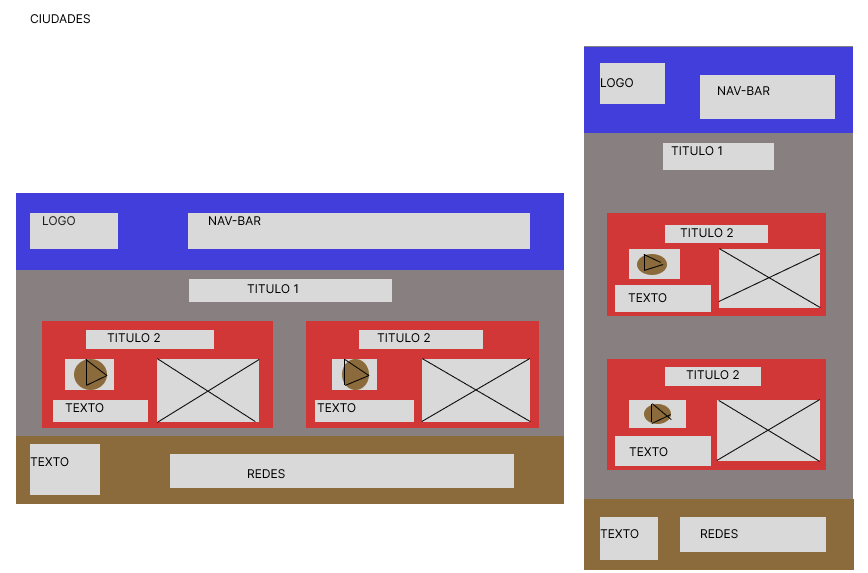 CIUDADES
LOGO
NAV-BAR
TITULO 1
TITULO 2
TEXTO
TITULO 2
TEXTO
TEXTO
REDES
LOGO
NAV-BAR
TITULO 1
TITULO 2
TEXTO
TITULO 2
TEXTO
TEXTO
REDES